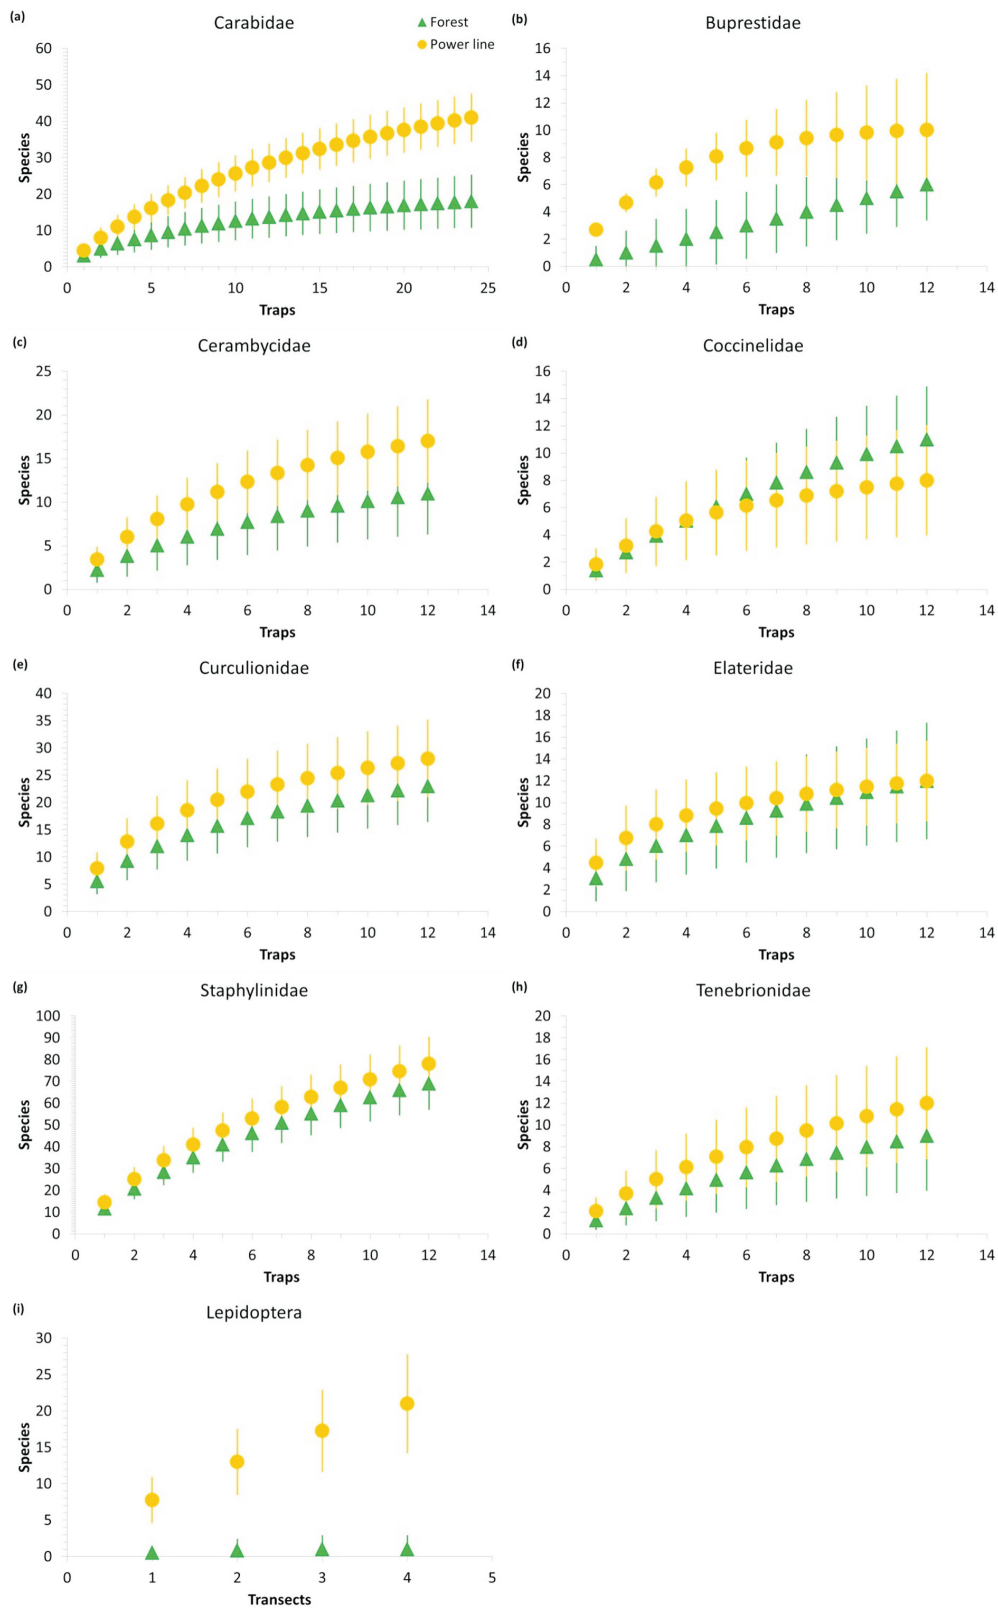 (a)
Carabidae
Forest
Power line
60
50
40
30
20
10
0
Species
0 5 10 15 20 25
Traps
(b)
Buprestidae
16
14
12
10
8
6
4
2
0
Species
0 2 4 6 8 10 12 14
Traps
(c)
Cerambycidae
25
20
15
10
5
0
Species
0 2 4 6 8 10 12 14
Traps
(d)
Coccinelidae
16
14
12
10
8
6
4
2
0
Species
0 2 4 6 8 10 12 14
Traps
(e)
Curculionidae
40
35
30
25
20
15
10
5
0
Species
0 2 4 6 8 10 12 14
Traps
(f)
Elateridae
20
18
16
14
12
10
8
6
4
2
0
Species
0 2 4 6 8 10 12 14
Traps
(g)
Staphylinidae
100
90
80
70
60
50
40
30
20
10
0
Species
0 2 4 6 8 10 12 14
Traps
(h)
Tenebrionidae
20
18
16
14
12
10
8
6
4
2
0
Species
0 2 4 6 8 10 12 14
Traps
(i)
Lepidoptera
30
25
20
15
10
5
0
Species
0 1 2 3 4 5
Transects